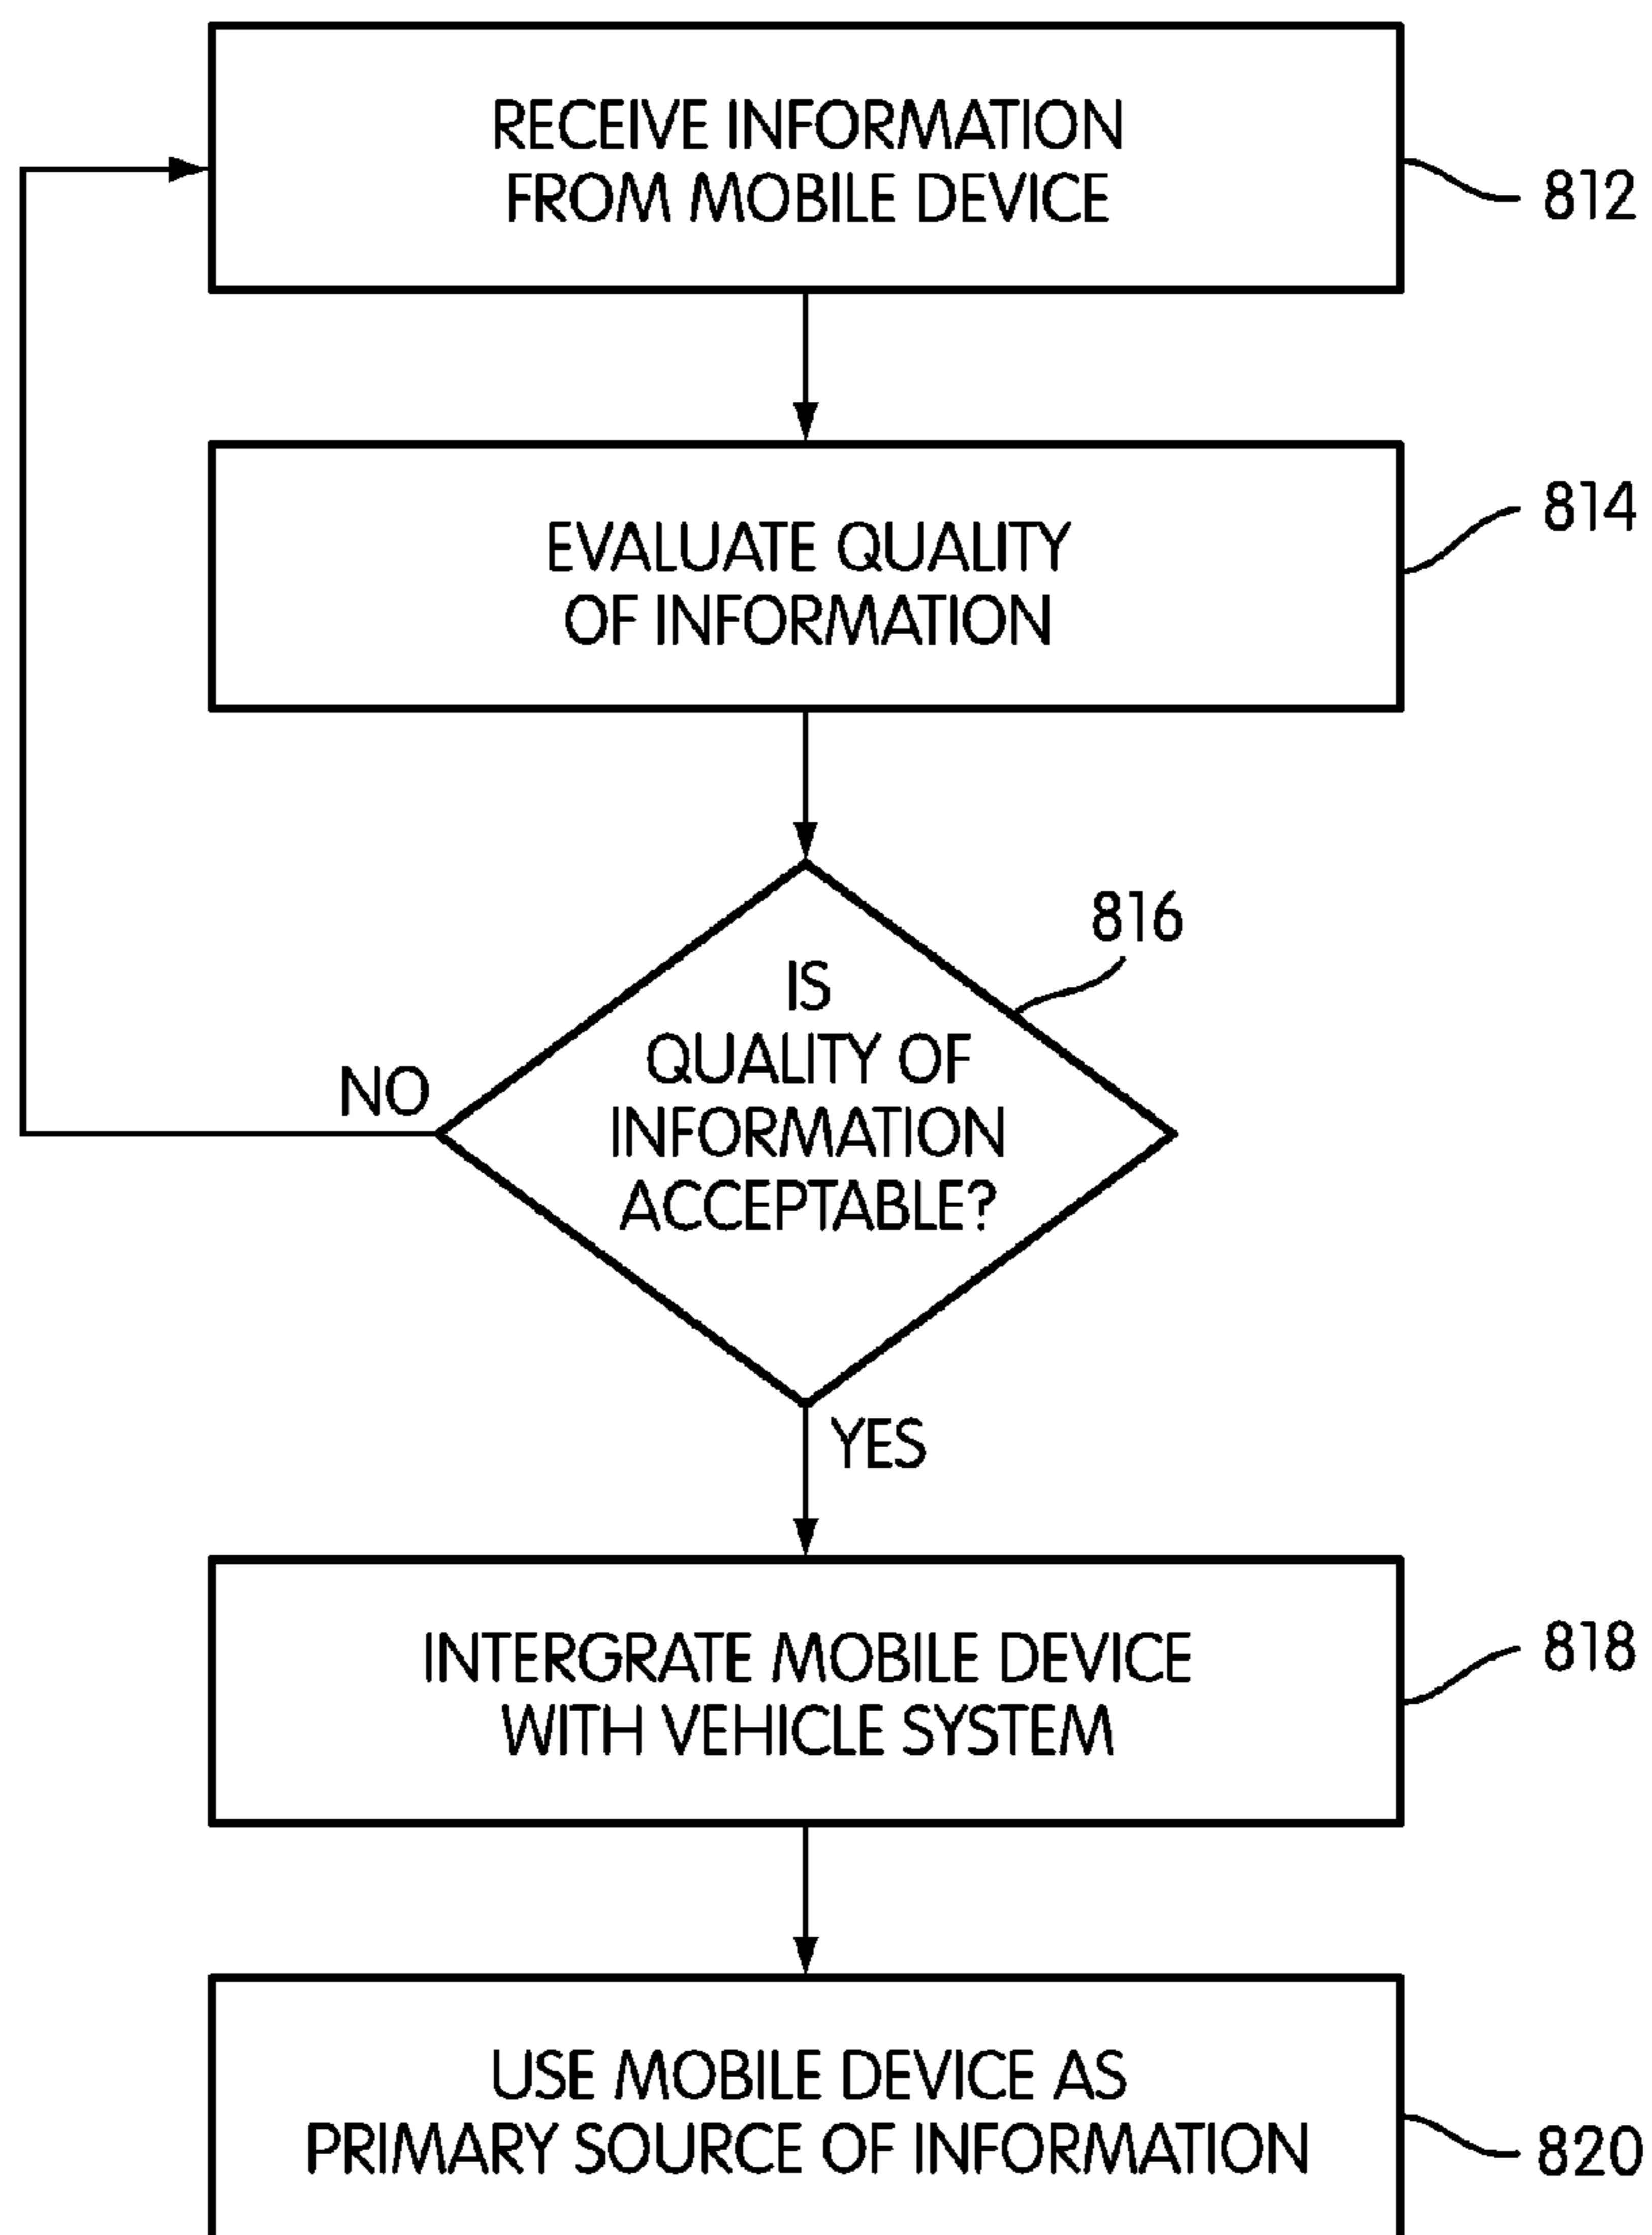 RECEIVE INFORMATION
FROM MOBILE DEVICE
812
EVALUATE QUALITY
OF INFORMATION
814
816
IS
QUALITY OF
INFORMATION
ACCEPTABLE?
NO
YES
INTERGRATE MOBILE DEVICE
WITH VEHICLE SYSTEM
818
USE MOBILE DEVICE AS
PRIMARY SOURCE OF INFORMATION
820